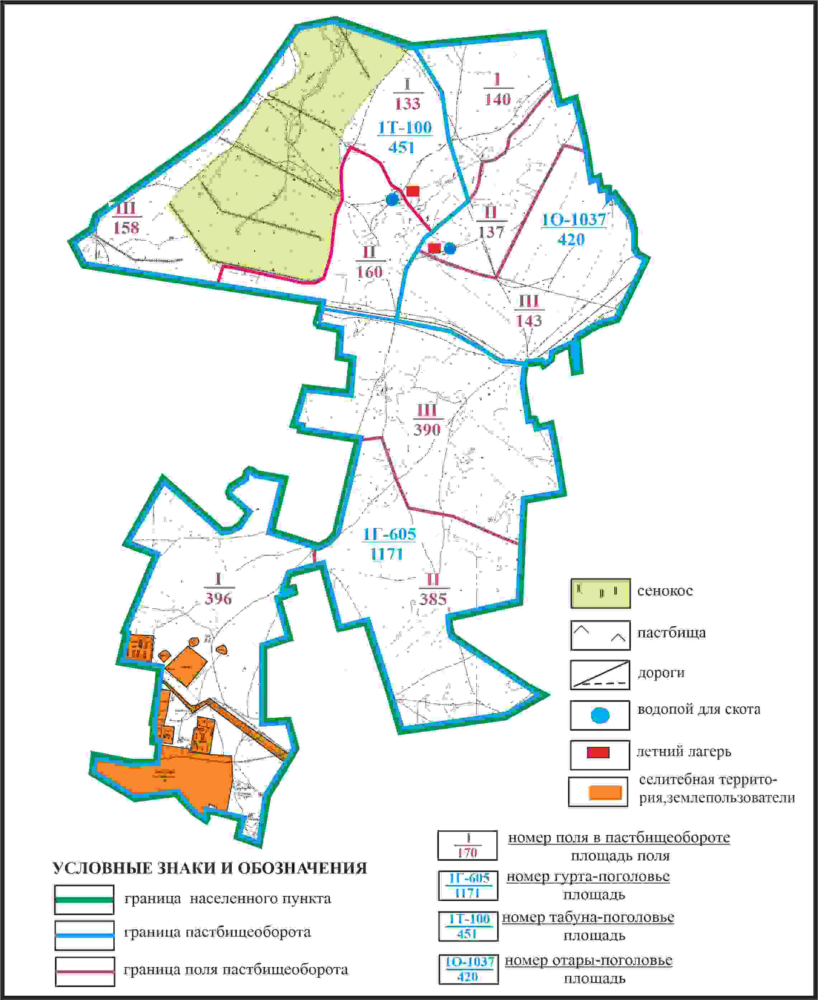 I
133
I
140
1Т-100
451
III
158
II
137
1О-1037
420
II
160
III
143
III
390
1Г-605
1171
I
396
II
385
сенокос
пастбища
дороги
водопой для скота
летний лагерь
селитебная террито-
рия,землепользователи
I
170
номер поля в пастбищеобороте
площадь поля
УСЛОВНЫЕ ЗНАКИ И ОБОЗНАЧЕНИЯ
1Г-605
1171
номер гурта-поголовье
площадь
граница населенного пункта
1Т-100
451
номер табуна-поголовье
площадь
граница пастбищеоборота
1О-1037
420
номер отары-поголовье
площадь
граница поля пастбищеоборота